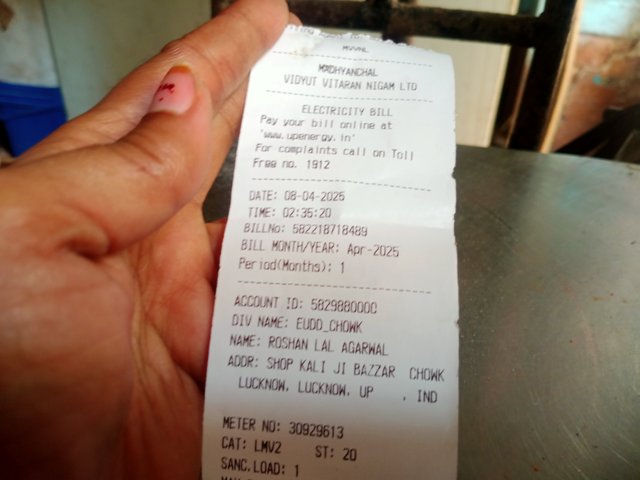 MVVNL
MADHYANCHAL
VIDYUT VITARAN NIGAM LTD
ELECTRICITY BILL
Pay your bill online at
'www.upenergy.in'
For complaints call on Toll
Free no. 1912
DATE: 08-04-2025
TIME: 02:35:20
BILLNo: 582218718489
BILL MONTH/YEAR: Apr-2025
Period(Months): 1
ACCOUNT ID: 5829880000
DIV NAME: EUDD_CHOWK
NAME: ROSHAN LAL AGARWAL
ADDR: SHOP KALI JI BAZZAR CHOWK
LUCKNOW, LUCKNOW, UP , IND
METER NO: 30929613
CAT: LMV2 ST: 20
SANC.LOAD: 1